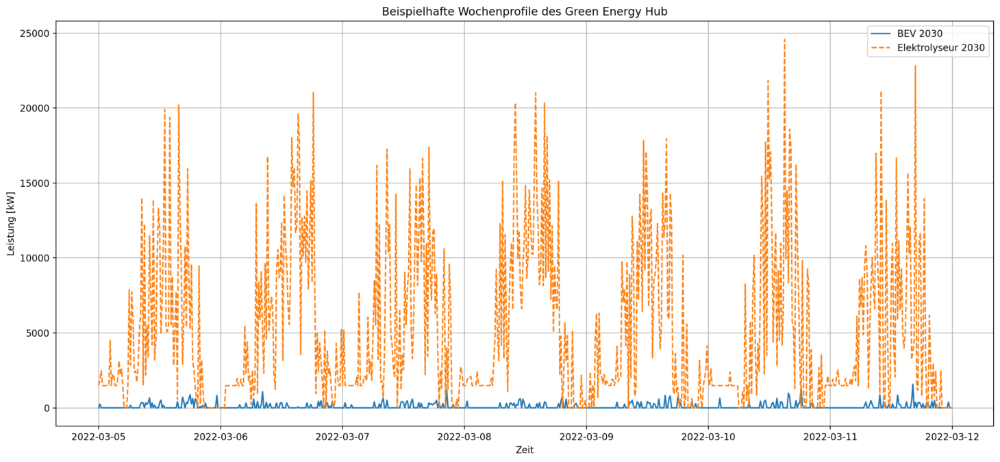 Beispielhafte Wochenprofile des Green Energy Hub
BEV 2030
Elektrolyseur 2030
Leistung [kW]
25000
20000
15000
10000
5000
0
2022-03-05 2022-03-06 2022-03-07 2022-03-08 2022-03-09 2022-03-10 2022-03-11 2022-03-12
Zeit